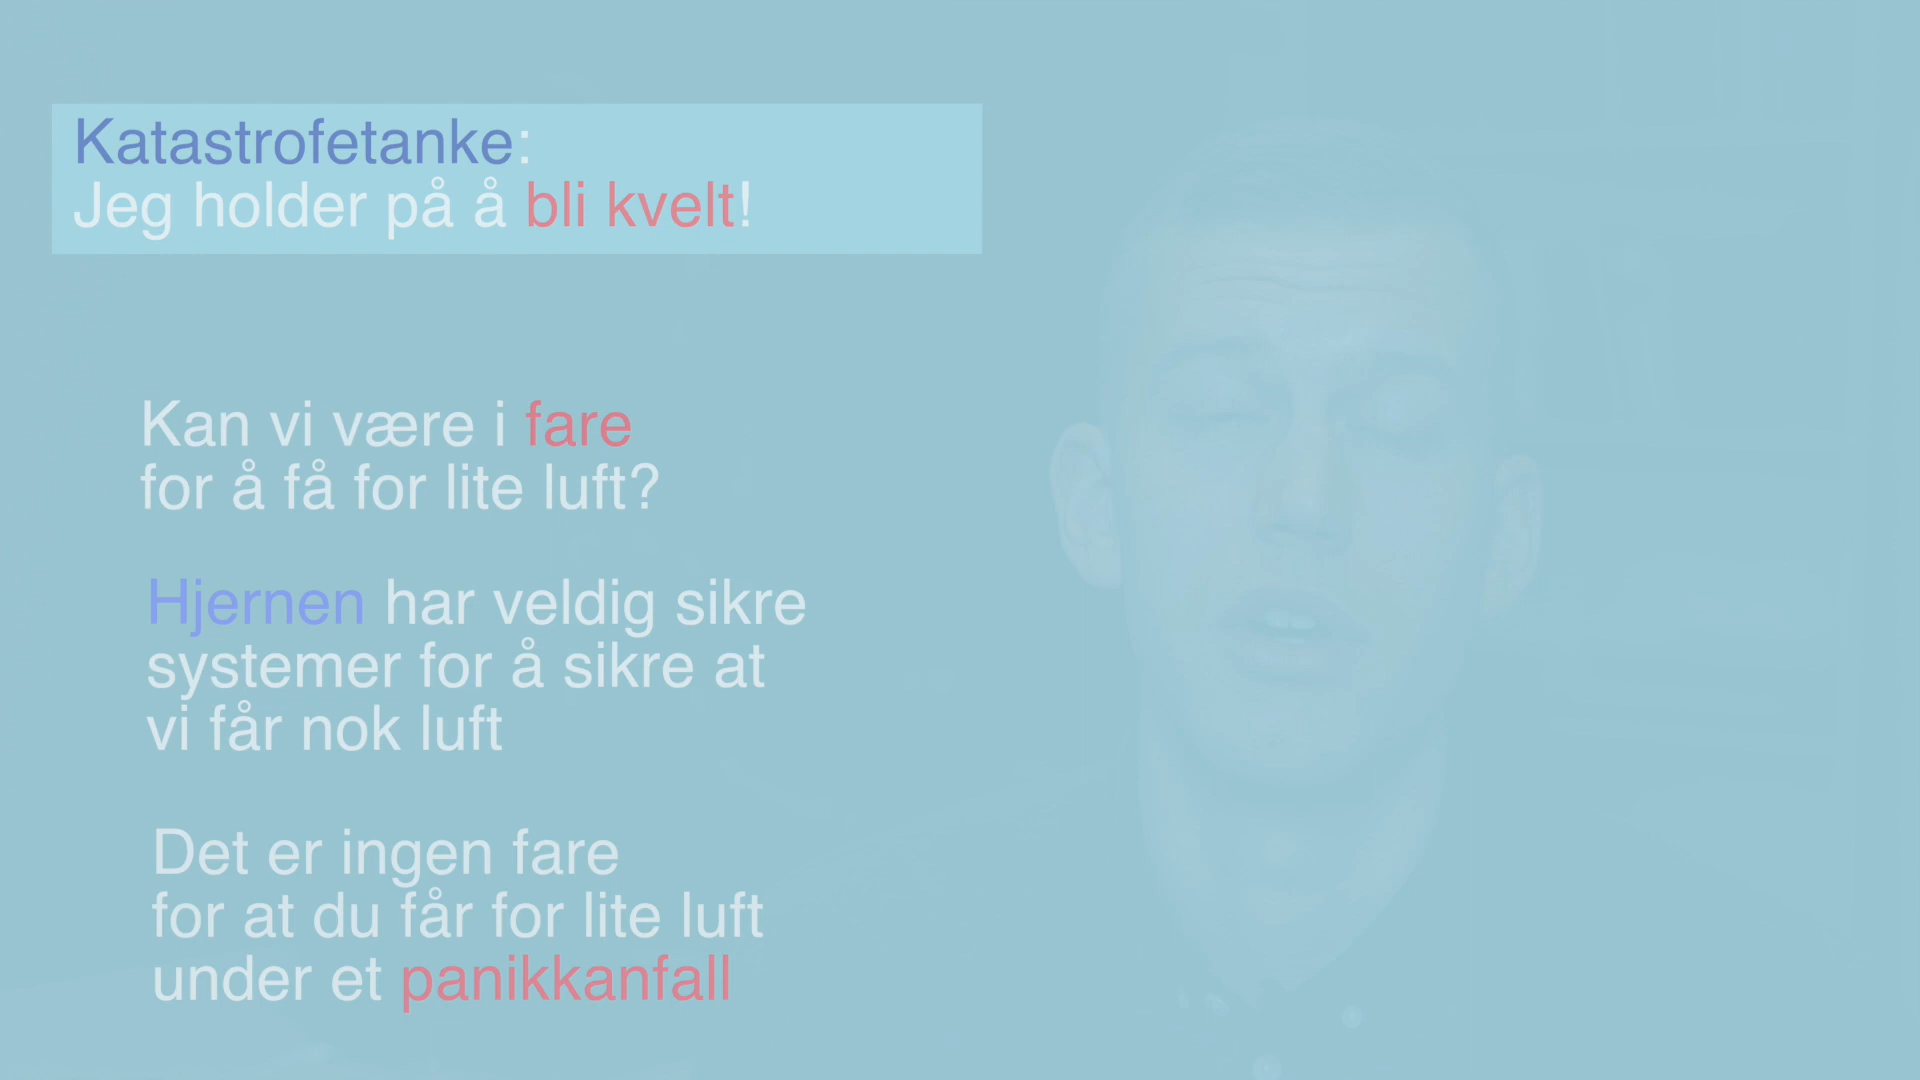 Katastrofetanke:
Jeg holder på å bli kvelt!
Kan vi være i fare
for å få for lite luft?
Hjernen har veldig sikre
systemer for å sikre at
vi får nok luft
Det er ingen fare
for at du får for lite luft
under et panikkanfall